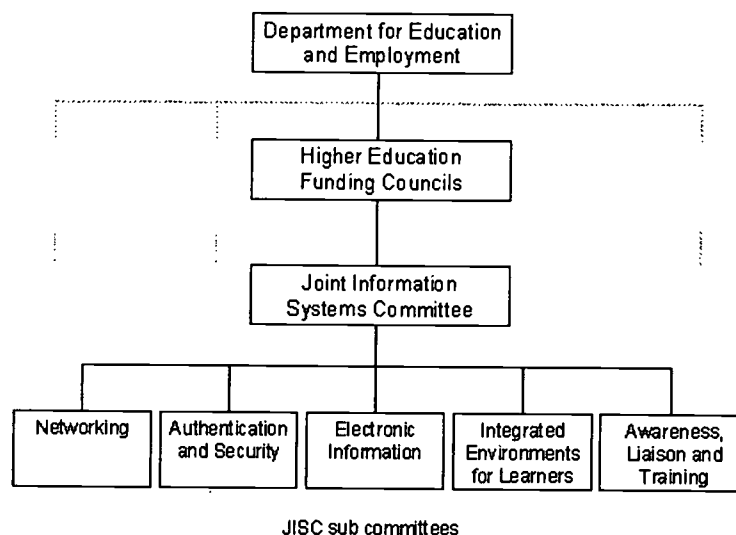 Department for Education
and Employment
Higher Education
Funding Councils
Joint Information
Systems Committee
Networking
Authentication
and Security
Electronic
Information
Integrated
Environments
for Learners
Awareness,
Liaison and
Training
JISC sub committees